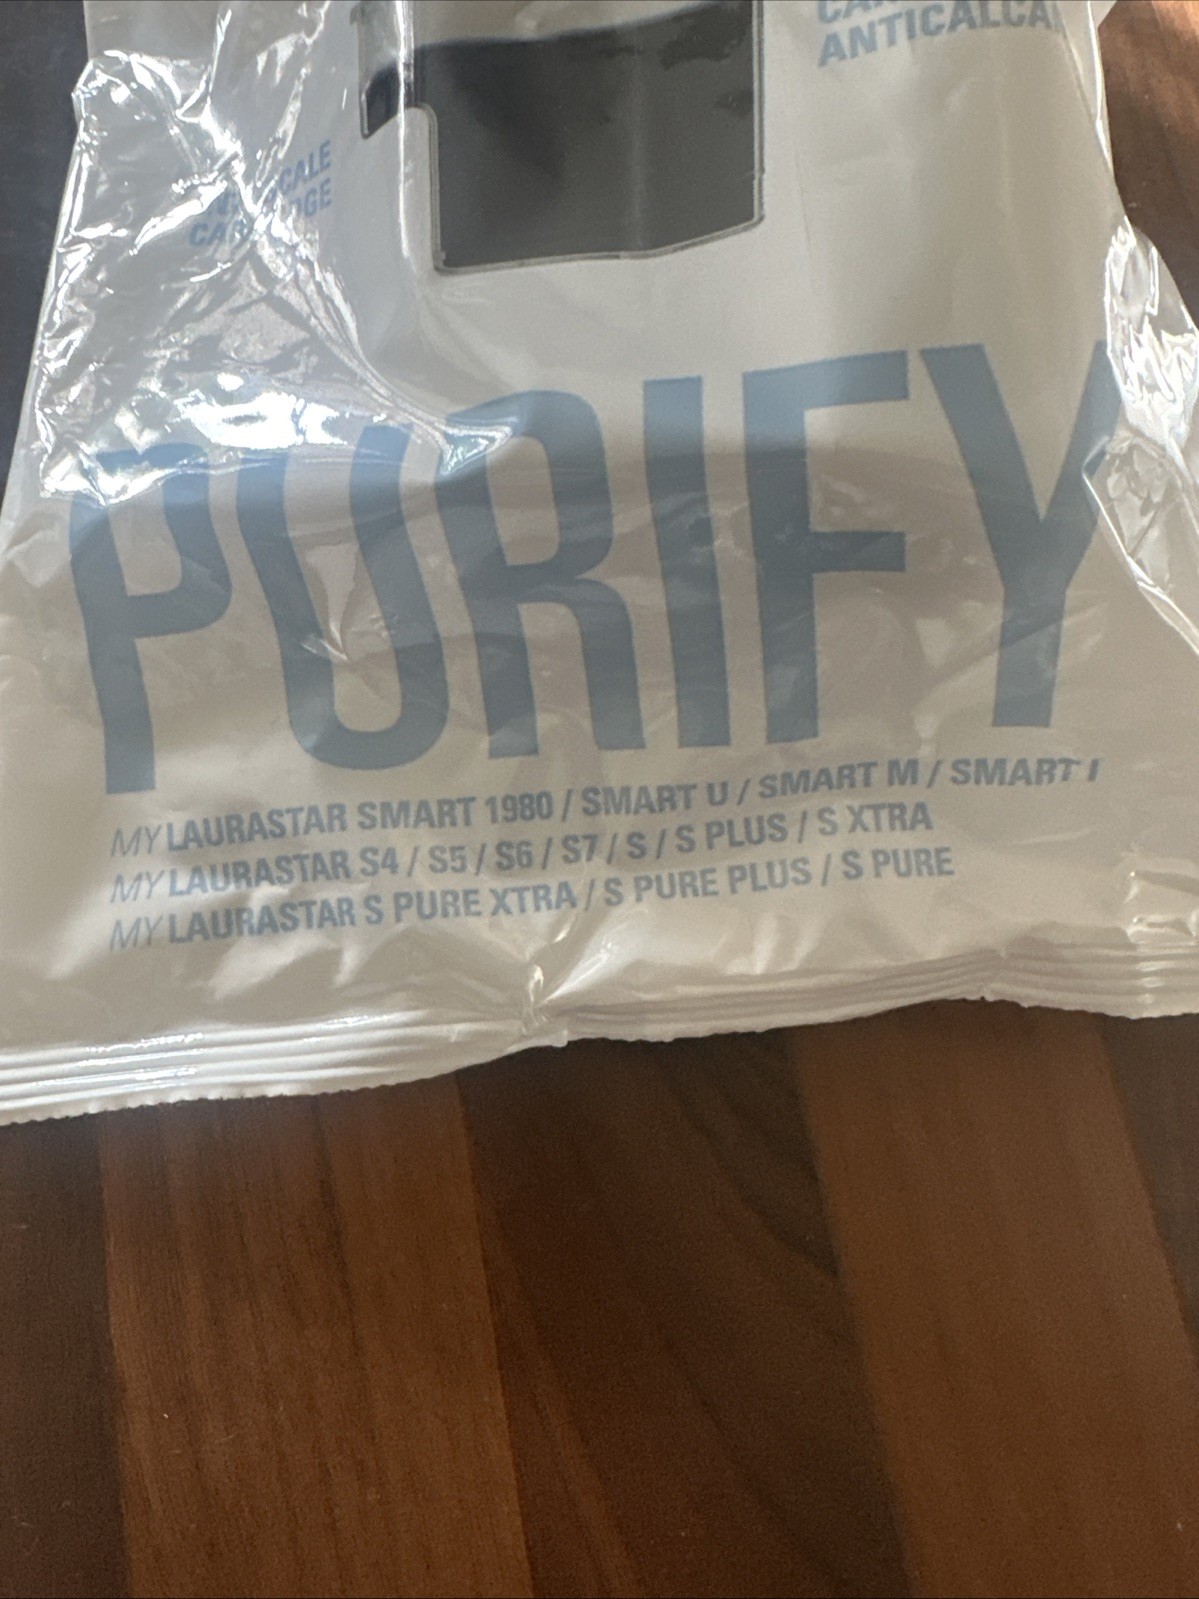 ANTICALCA
PURIFY
MY LAURASTAR SMART 1980 / SMART U / SMART M / SMART I
MY LAURASTAR S4 / S5 / S6 / S7 / S / S PLUS / S XTRA
MY LAURASTAR S PURE XTRA / S PURE PLUS / S PURE